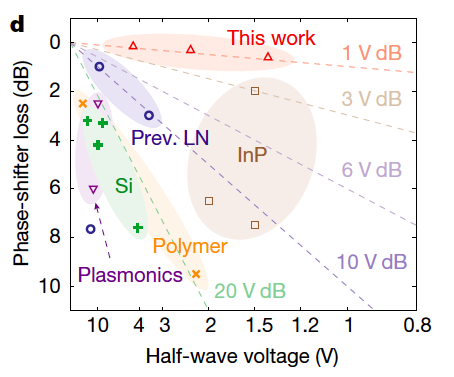 d
Phase-shifter loss (dB)
0
2
4
6
8
10
This work
1 V dB
3 V dB
Prev. LN
InP
6 V dB
Si
Polymer
10 V dB
Plasmonics
20 V dB
10
4
3
2
1.5
1.2
1
0.8
Half-wave voltage (V)